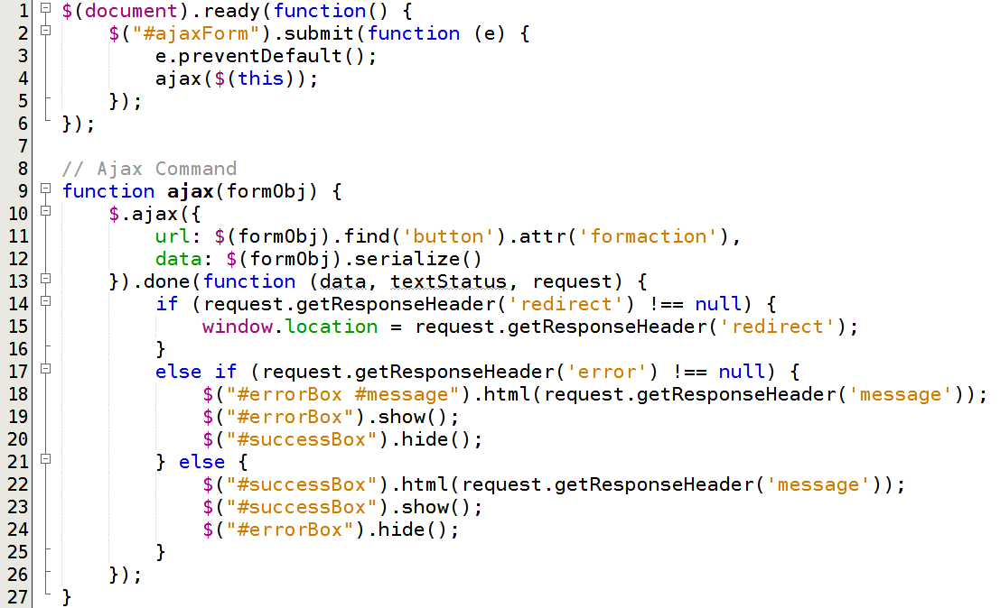 1 $(document).ready(function() {
2     $("#ajaxForm").submit(function (e) {
3         e.preventDefault();
4         ajax($(this));
5     });
6 });
7
8 // Ajax Command
9 function ajax(formObj) {
10     $.ajax({
11         url: $(formObj).find('button').attr('formaction'),
12         data: $(formObj).serialize()
13     }).done(function (data, textStatus, request) {
14         if (request.getResponseHeader('redirect') !== null) {
15             window.location = request.getResponseHeader('redirect');
16         }
17         else if (request.getResponseHeader('error') !== null) {
18             $("#errorBox #message").html(request.getResponseHeader('message'));
19             $("#errorBox").show();
20             $("#successBox").hide();
21         } else {
22             $("#successBox").html(request.getResponseHeader('message'));
23             $("#successBox").show();
24             $("#errorBox").hide();
25         }
26     });
27 }